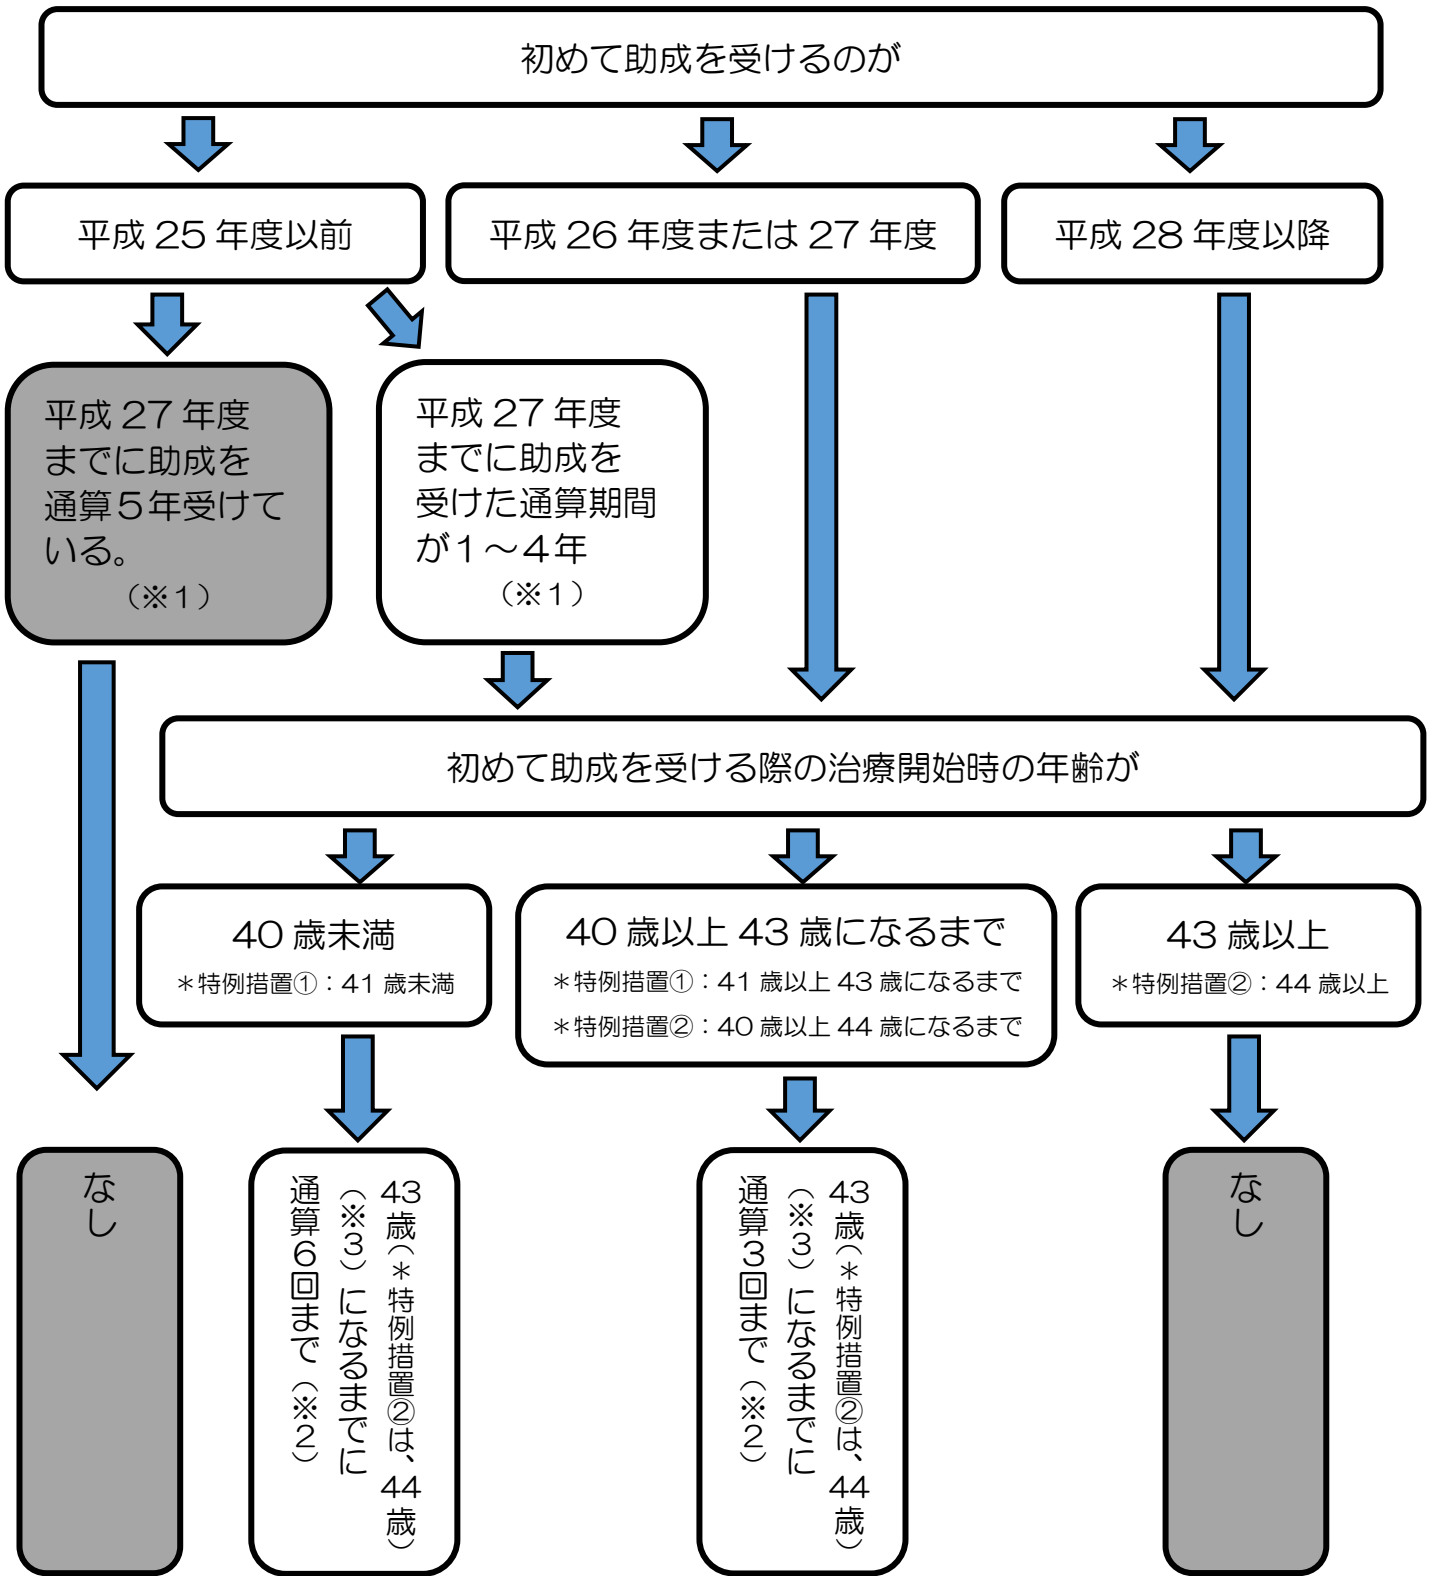 初めて助成を受けるのが
平成 25 年度以前
平成 26 年度または 27 年度
平成 28 年度以降
平成 27 年度
までに助成を
通算５年受けて
いる。
（※１）
平成 27 年度
までに助成を
受けた通算期間
が１～４年
（※１）
初めて助成を受ける際の治療開始時の年齢が
40 歳未満
＊特例措置①：41 歳未満
40 歳以上 43 歳になるまで
＊特例措置①：41 歳以上 43 歳になるまで
＊特例措置②：40 歳以上 44 歳になるまで
43 歳以上
＊特例措置②：44 歳以上
なし
43歳（＊特例措置②は、44歳）
（※３）になるまでに
通算６回まで（※２）
43歳（＊特例措置②は、44歳）
（※３）になるまでに
通算３回まで（※２）
なし